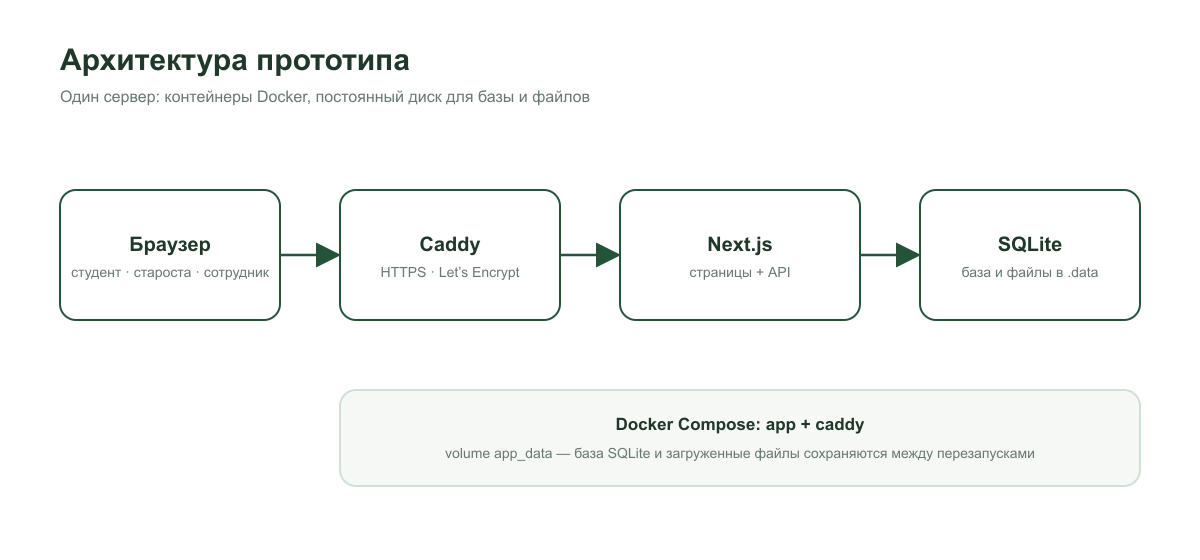 Архитектура прототипа
Один сервер: контейнеры Docker, постоянный диск для базы и файлов
Браузер
студент · староста · сотрудник
Caddy
HTTPS · Let's Encrypt
Next.js
страницы + API
SQLite
база и файлы в .data
Docker Compose: app + caddy
volume app_data — база SQLite и загруженные файлы сохраняются между перезапусками